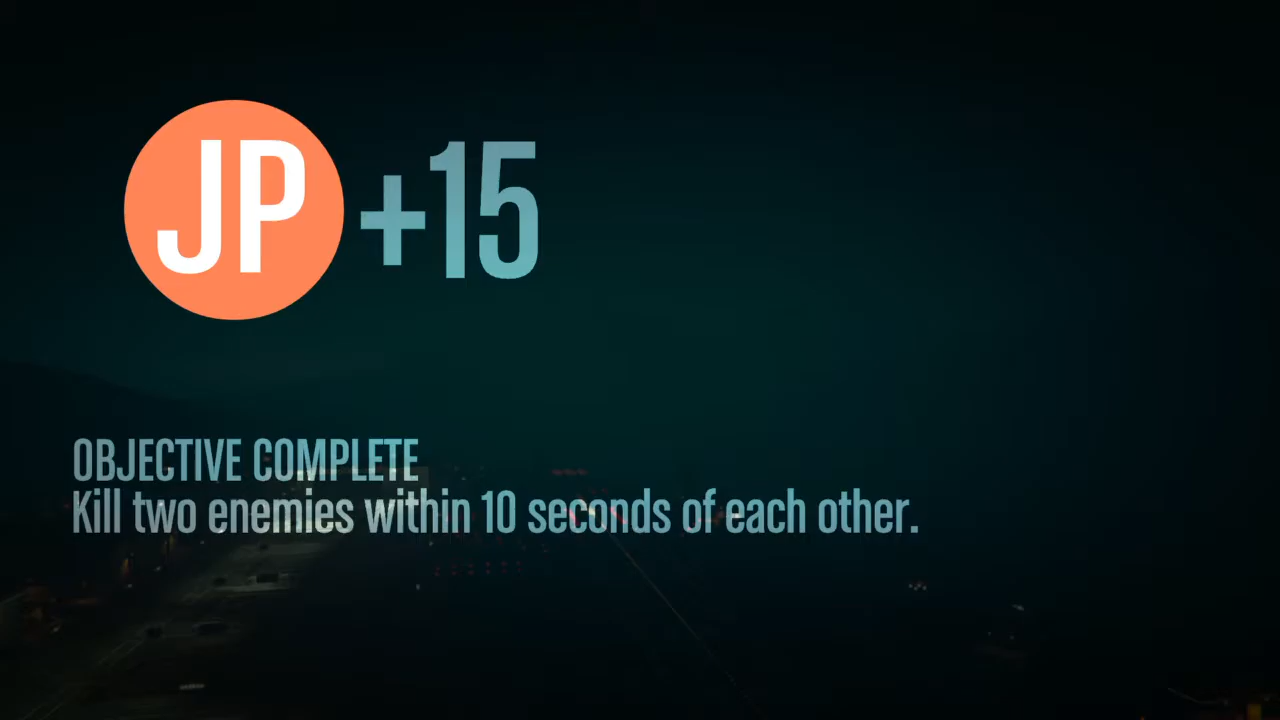 JP +15
OBJECTIVE COMPLETE
Kill two enemies within 10 seconds of each other.